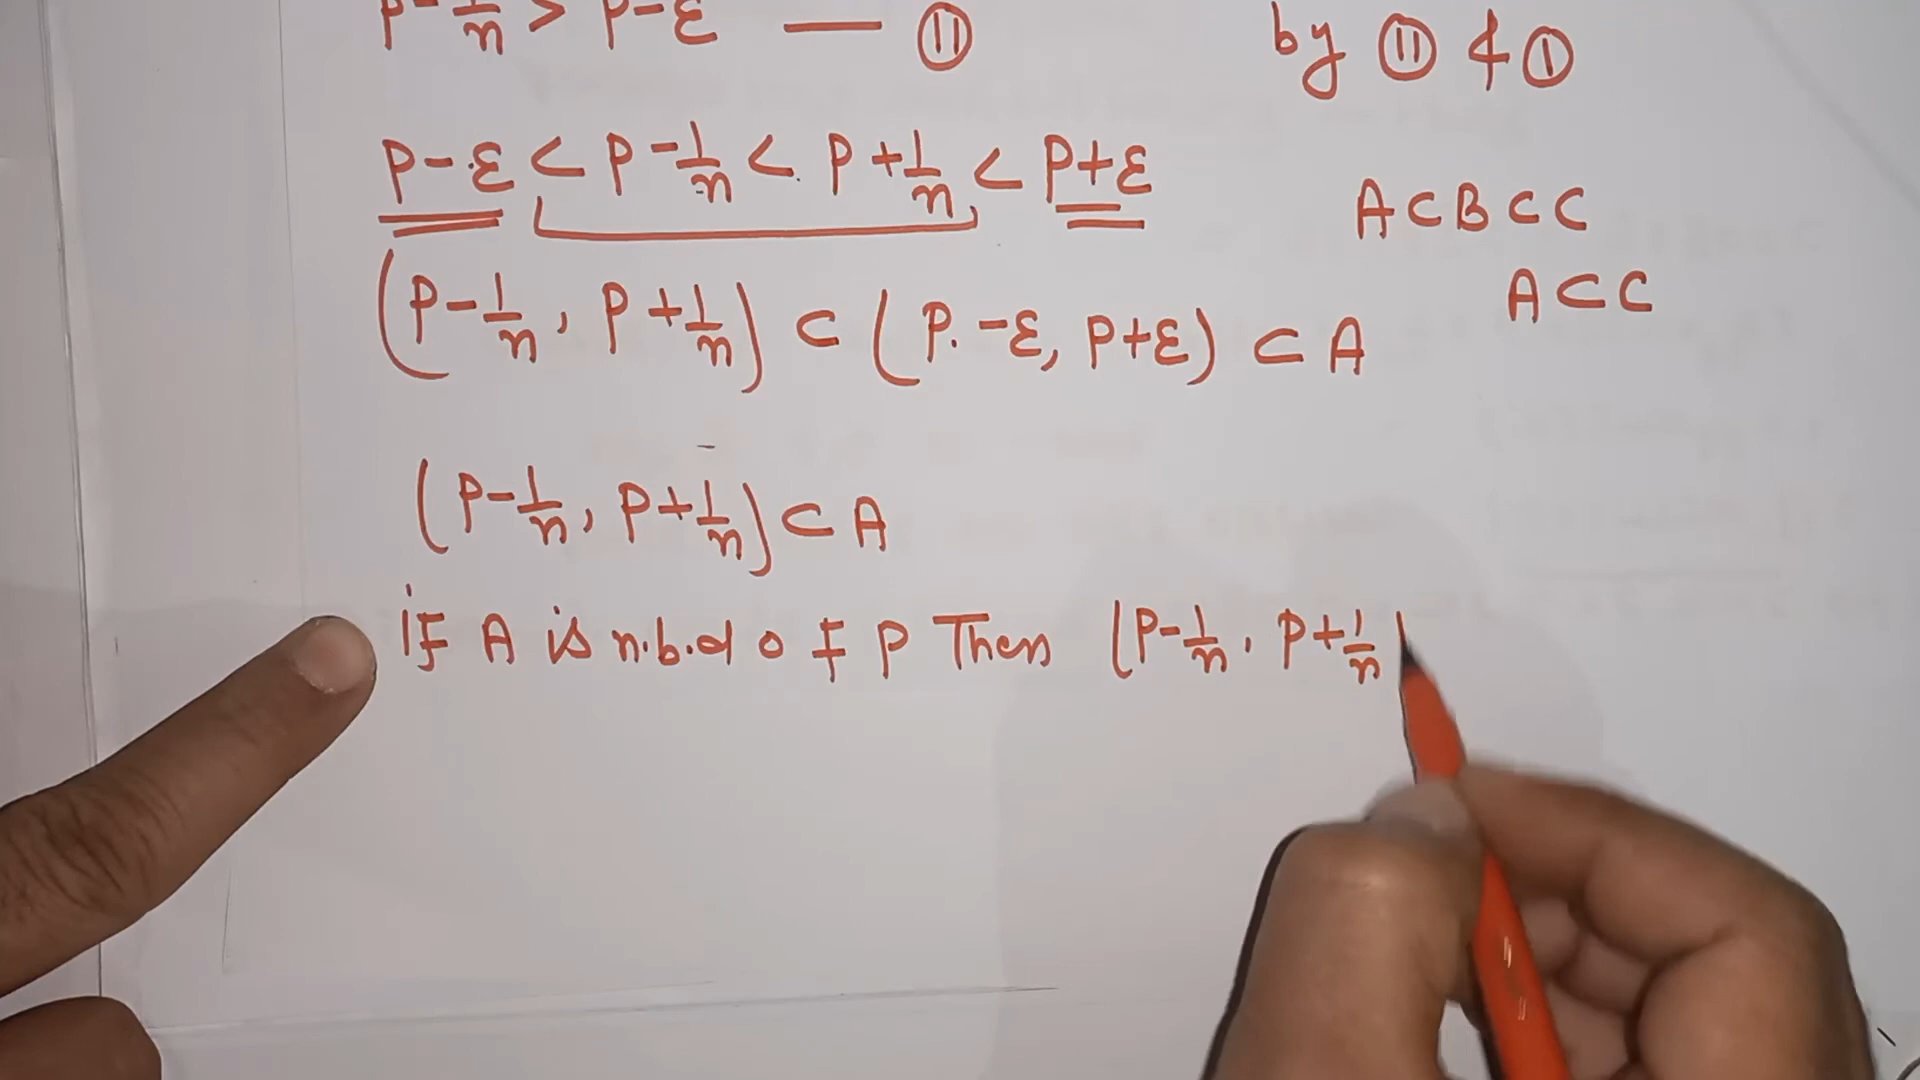 P - 1/n > P - ε — ⑪
by ⑪ & ①
P - ε < P - 1/n < P + 1/n < P + ε
A ⊂ B ⊂ C
A ⊂ C
(P - 1/n, P + 1/n) ⊂ (P - ε, P + ε) ⊂ A
(P - 1/n, P + 1/n) ⊂ A
if A is n.b.d of P Then (P - 1/n, P + 1/n)